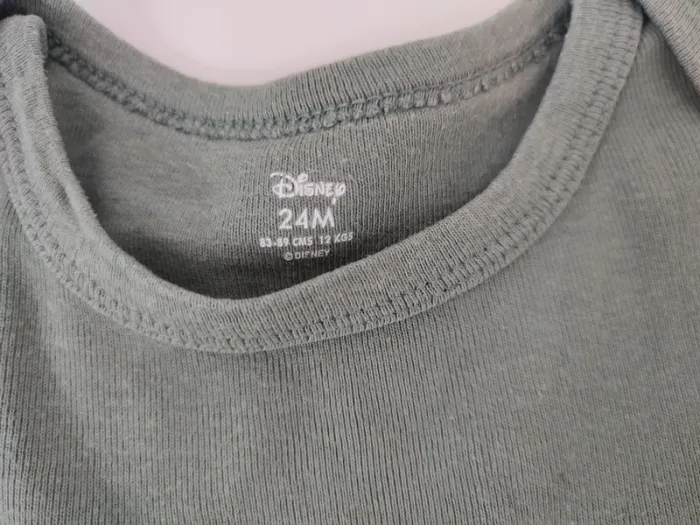 Disney
24M
83-89 CMS 12 KGS
© DISNEY